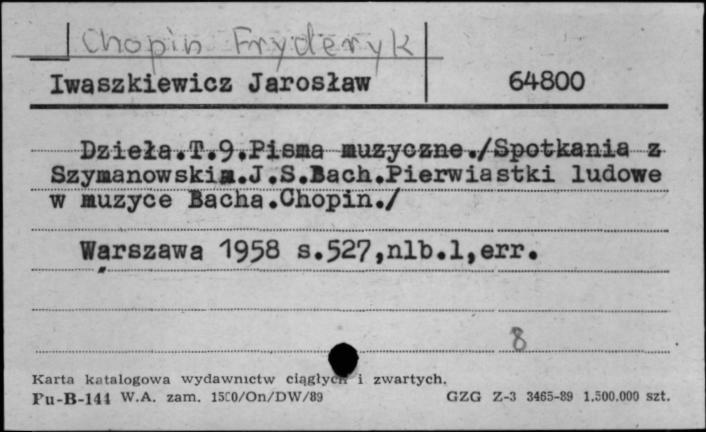 Chopin Fryderyk
Iwaszkiewicz Jarosław 64800
Dzieła.T.9.Pisma muzyczne./Spotkania z
Szymanowskim.J.S.Bach.Pierwiastki ludowe
w muzyce Bacha.Chopin./
Warszawa 1958 s.527,nlb.1,err.
8
Karta katalogowa wydawnictw ciągłych i zwartych.
Pu-B-144 W.A. zam. 1500/On/DW/89 GZG Z-3 3465-89 1.500.000 szt.